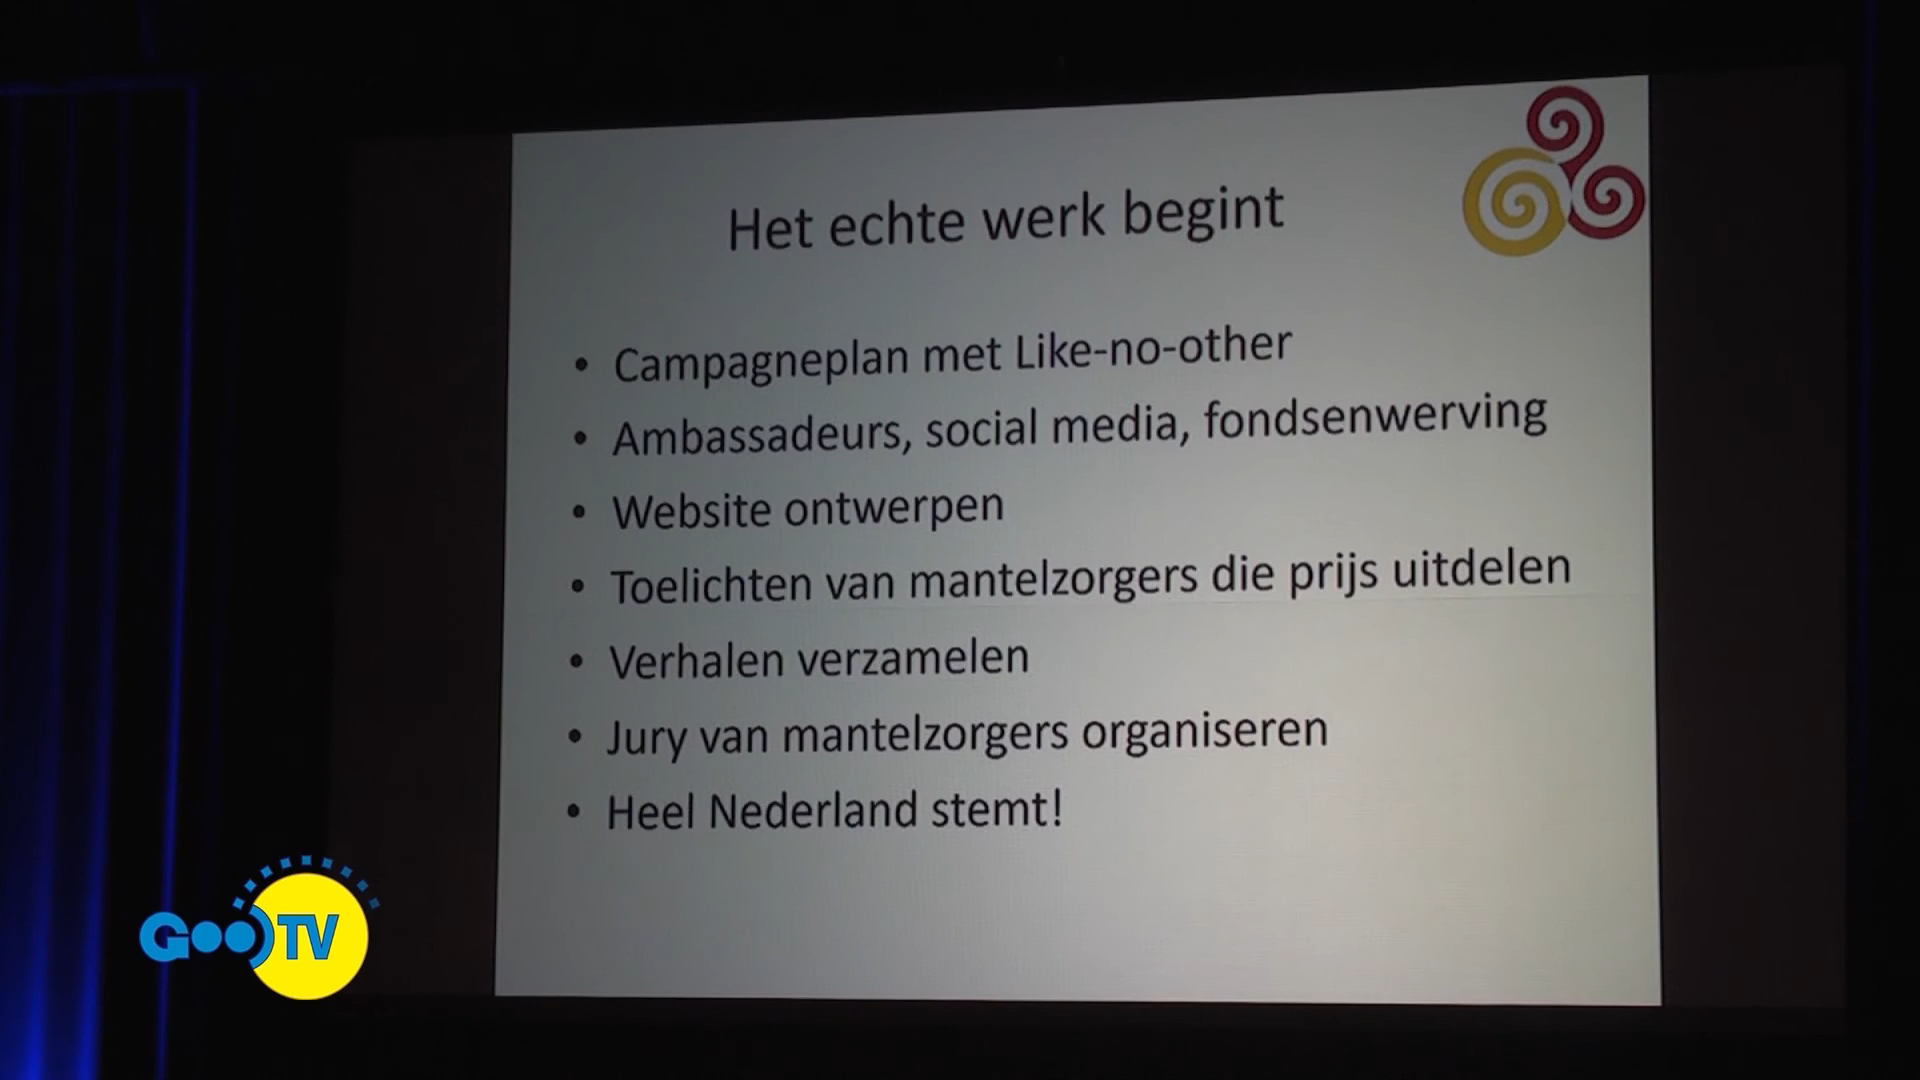 Het echte werk begint
• Campagneplan met Like-no-other
• Ambassadeurs, social media, fondsenwerving
• Website ontwerpen
• Toelichten van mantelzorgers die prijs uitdelen
• Verhalen verzamelen
• Jury van mantelzorgers organiseren
• Heel Nederland stemt!
GooiTV